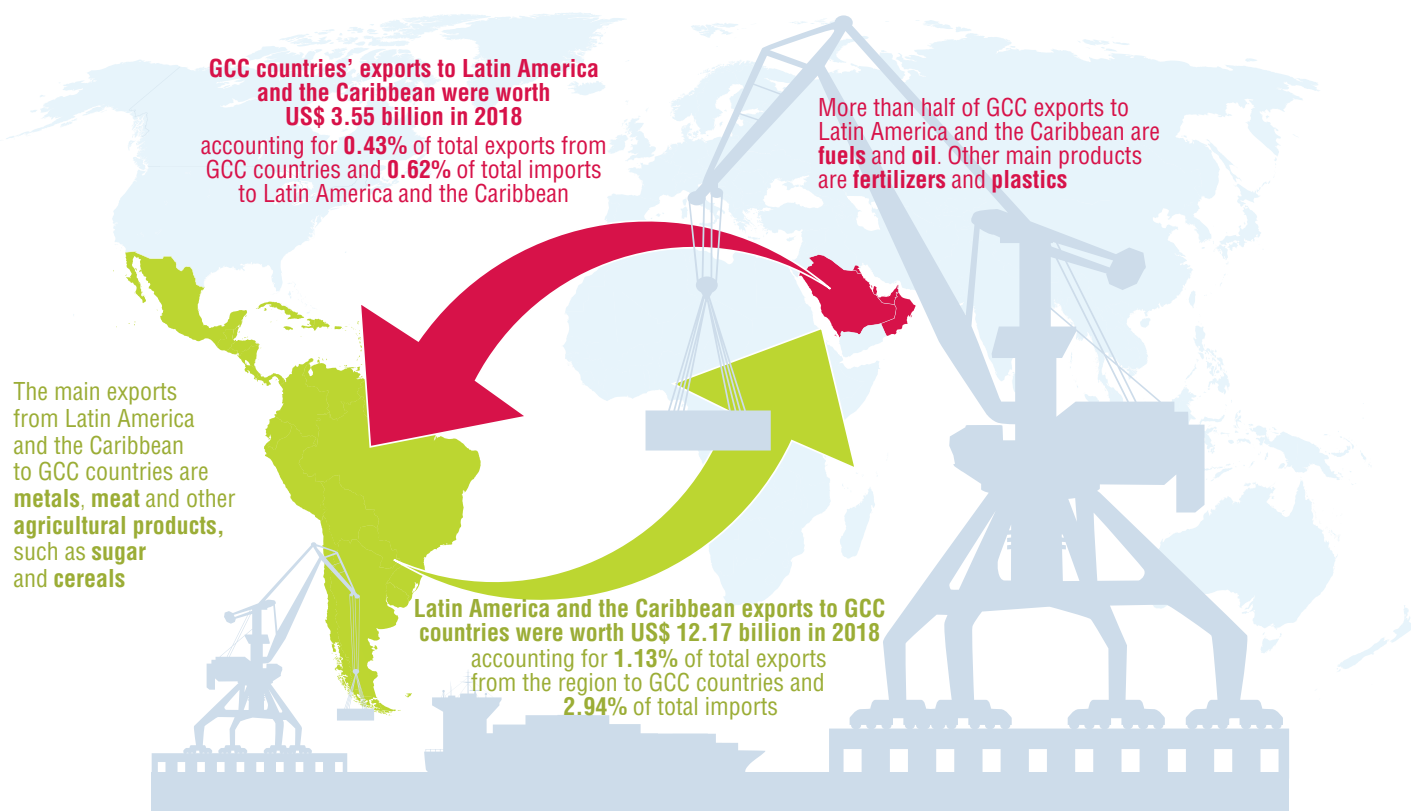 GCC countries’ exports to Latin America
and the Caribbean were worth
US$ 3.55 billion in 2018
accounting for 0.43% of total exports from
GCC countries and 0.62% of total imports
to Latin America and the Caribbean
More than half of GCC exports to
Latin America and the Caribbean are
fuels and oil. Other main products
are fertilizers and plastics
The main exports
from Latin America
and the Caribbean
to GCC countries are
metals, meat and other
agricultural products,
such as sugar
and cereals
Latin America and the Caribbean exports to GCC
countries were worth US$ 12.17 billion in 2018
accounting for 1.13% of total exports
from the region to GCC countries and
2.94% of total imports